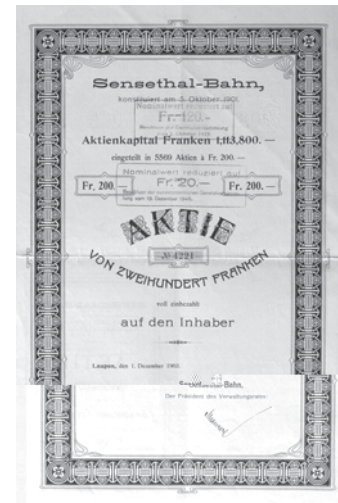 Sensethal-Bahn,
konstituiert am 5. Oktober 1901.
Nominalwert reduziert auf
Fr. 120.-
Aktienkapital Franken 1,113,800. —
eingeteilt in 5569 Aktien à Fr. 200. —
Nominalwert reduziert auf
Fr. 200. — Fr. 20.— Fr. 200. —
AKTIE
№ 4221
VON ZWEIHUNDERT FRANKEN
voll einbezahlt
auf den Inhaber
Laupen, den 1. Dezember
Bahn.
Der Präsident des Verwaltungsrates: